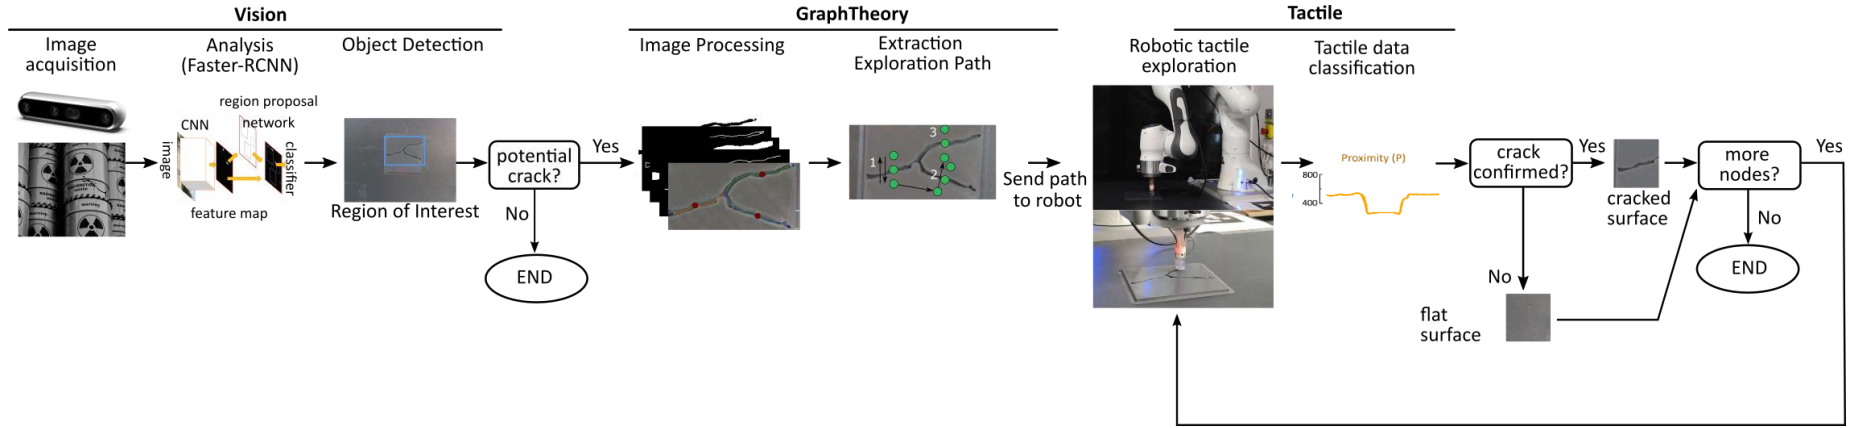 Vision
GraphTheory
Tactile
Image
acquisition
Analysis
(Faster-RCNN)
Object Detection
Image Processing
Extraction
Exploration Path
Robotic tactile
exploration
Tactile data
classification
region proposal
network
CNN
image
classifier
feature map
Region of Interest
potential
crack?
Yes
No
END
1
2
3
Send path
to robot
Proximity (P)
800
400
crack
confirmed?
Yes
No
cracked
surface
flat
surface
more
nodes?
Yes
No
END